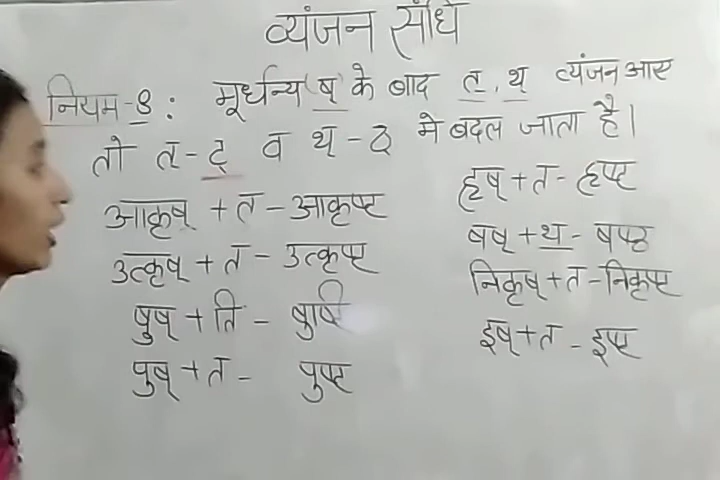 व्यंजन संधि
नियम-8: मूर्धन्य ष् के बाद त्, थ् व्यंजन आए
तो त्-ट् व थ्-ठ् मे बदल जाता है।
आकृष् + त - आकृष्ट
उत्कृष् + त - उत्कृष्ट
षुष् + ति - षुष्टि
पुष् + त - पुष्ट
हृष् + त - हृष्ट
षष् + थ - षष्ठ
निकृष् + त - निकृष्ट
इष् + त - इष्ट